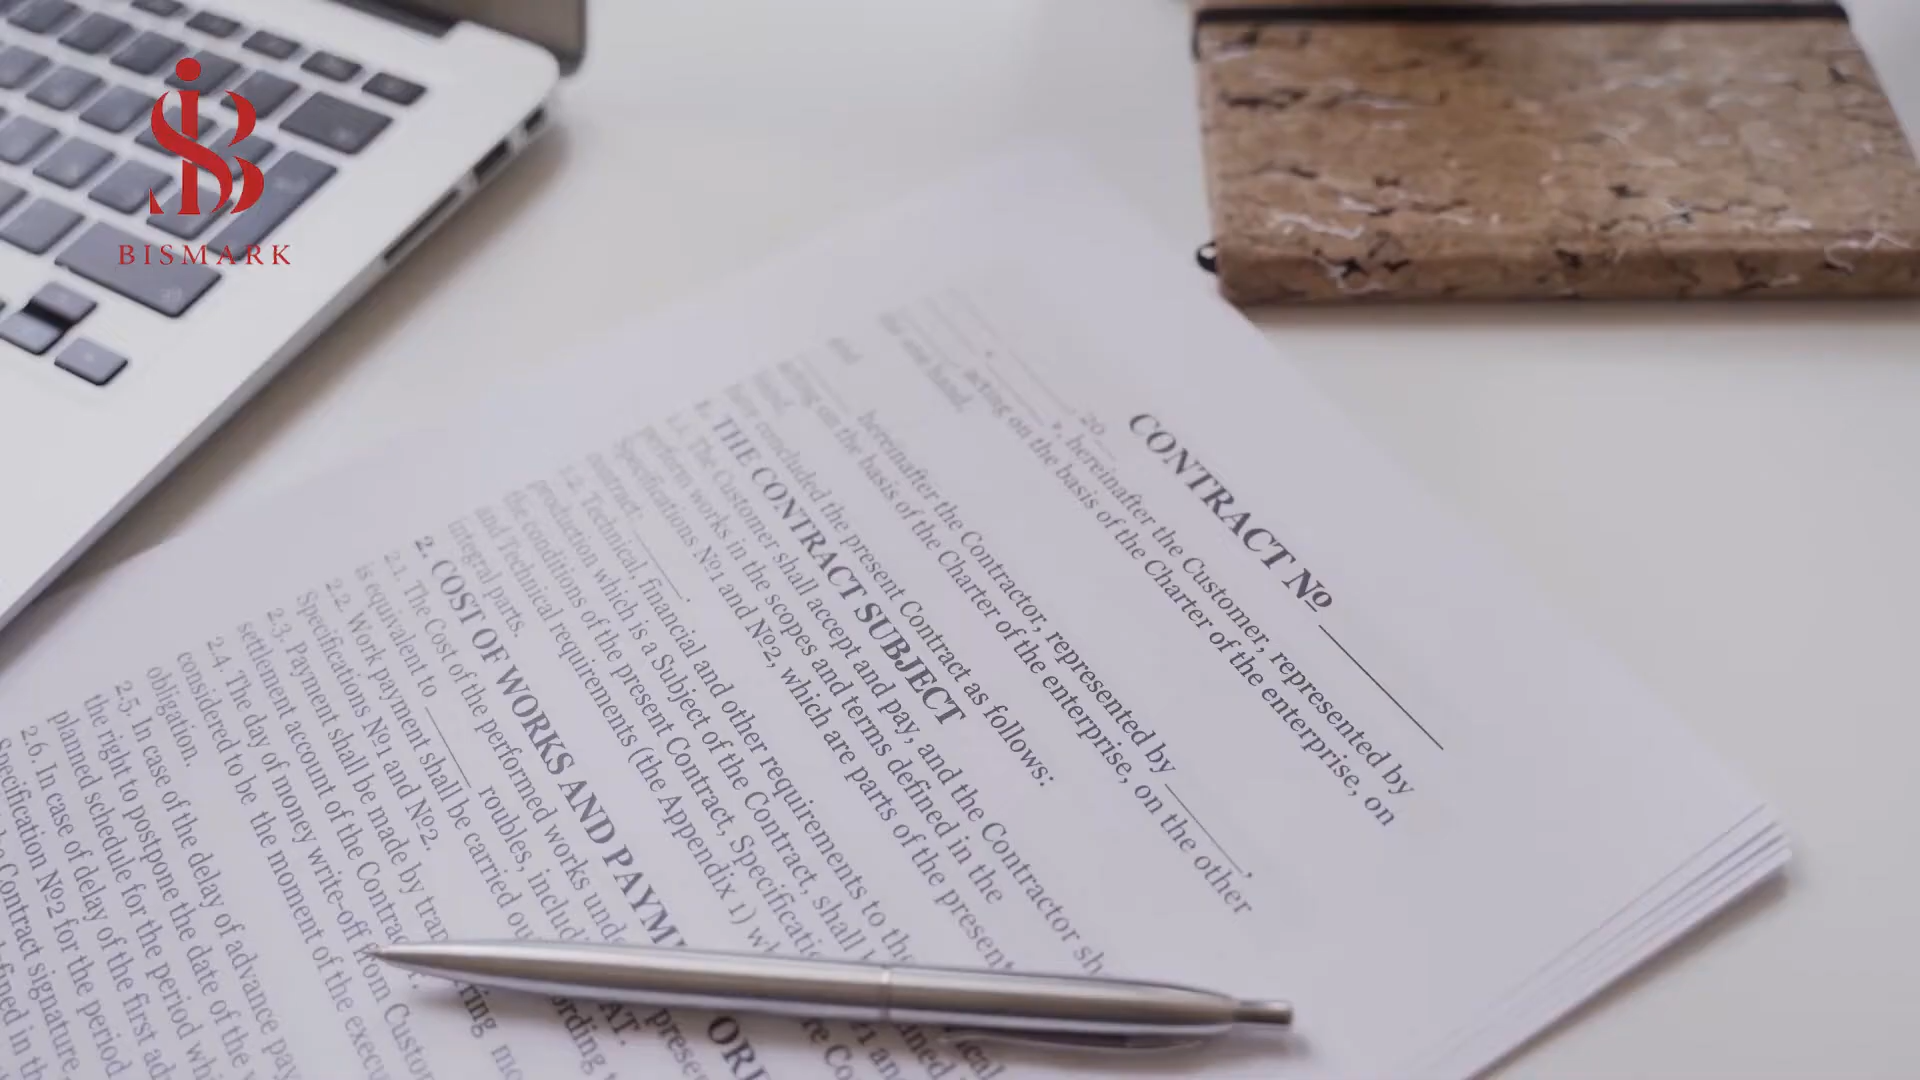 BISMARK
CONTRACT №
20
, hereinafter the Customer, represented by
acting on the basis of the Charter of the enterprise, on
the one hand,
and
hereinafter the Contractor, represented by
acting on the basis of the Charter of the enterprise, on the other
hand,
have concluded the present Contract as follows:
1. THE CONTRACT SUBJECT
1.1. The Customer shall accept and pay, and the Contractor sh
perform works in the scopes and terms defined in the
Specifications №1 and №2, which are parts of the present
contract.
1.2. Technical, financial and other requirements to the
production which is a Subject of the Contract, shall
the conditions of the present Contract, Specificatio
and Technical requirements (the Appendix 1) wh
integral parts.
2. COST OF WORKS AND PAYM
2.1. The Cost of the performed works unde
is equivalent to roubles, includ
2.2. Work payment shall be carried ou
Specifications №1 and №2.
2.3. Payment shall be made by tran
settlement account of the Contrac
2.4. The day of money write-off from Custom
considered to be the moment of the execu
obligation.
2.5. In case of the delay of advance pay
the right to postpone the date of the
planned schedule for the period whi
2.6. In case of delay of the first adv
Specification №2 for the period
Contract signature,